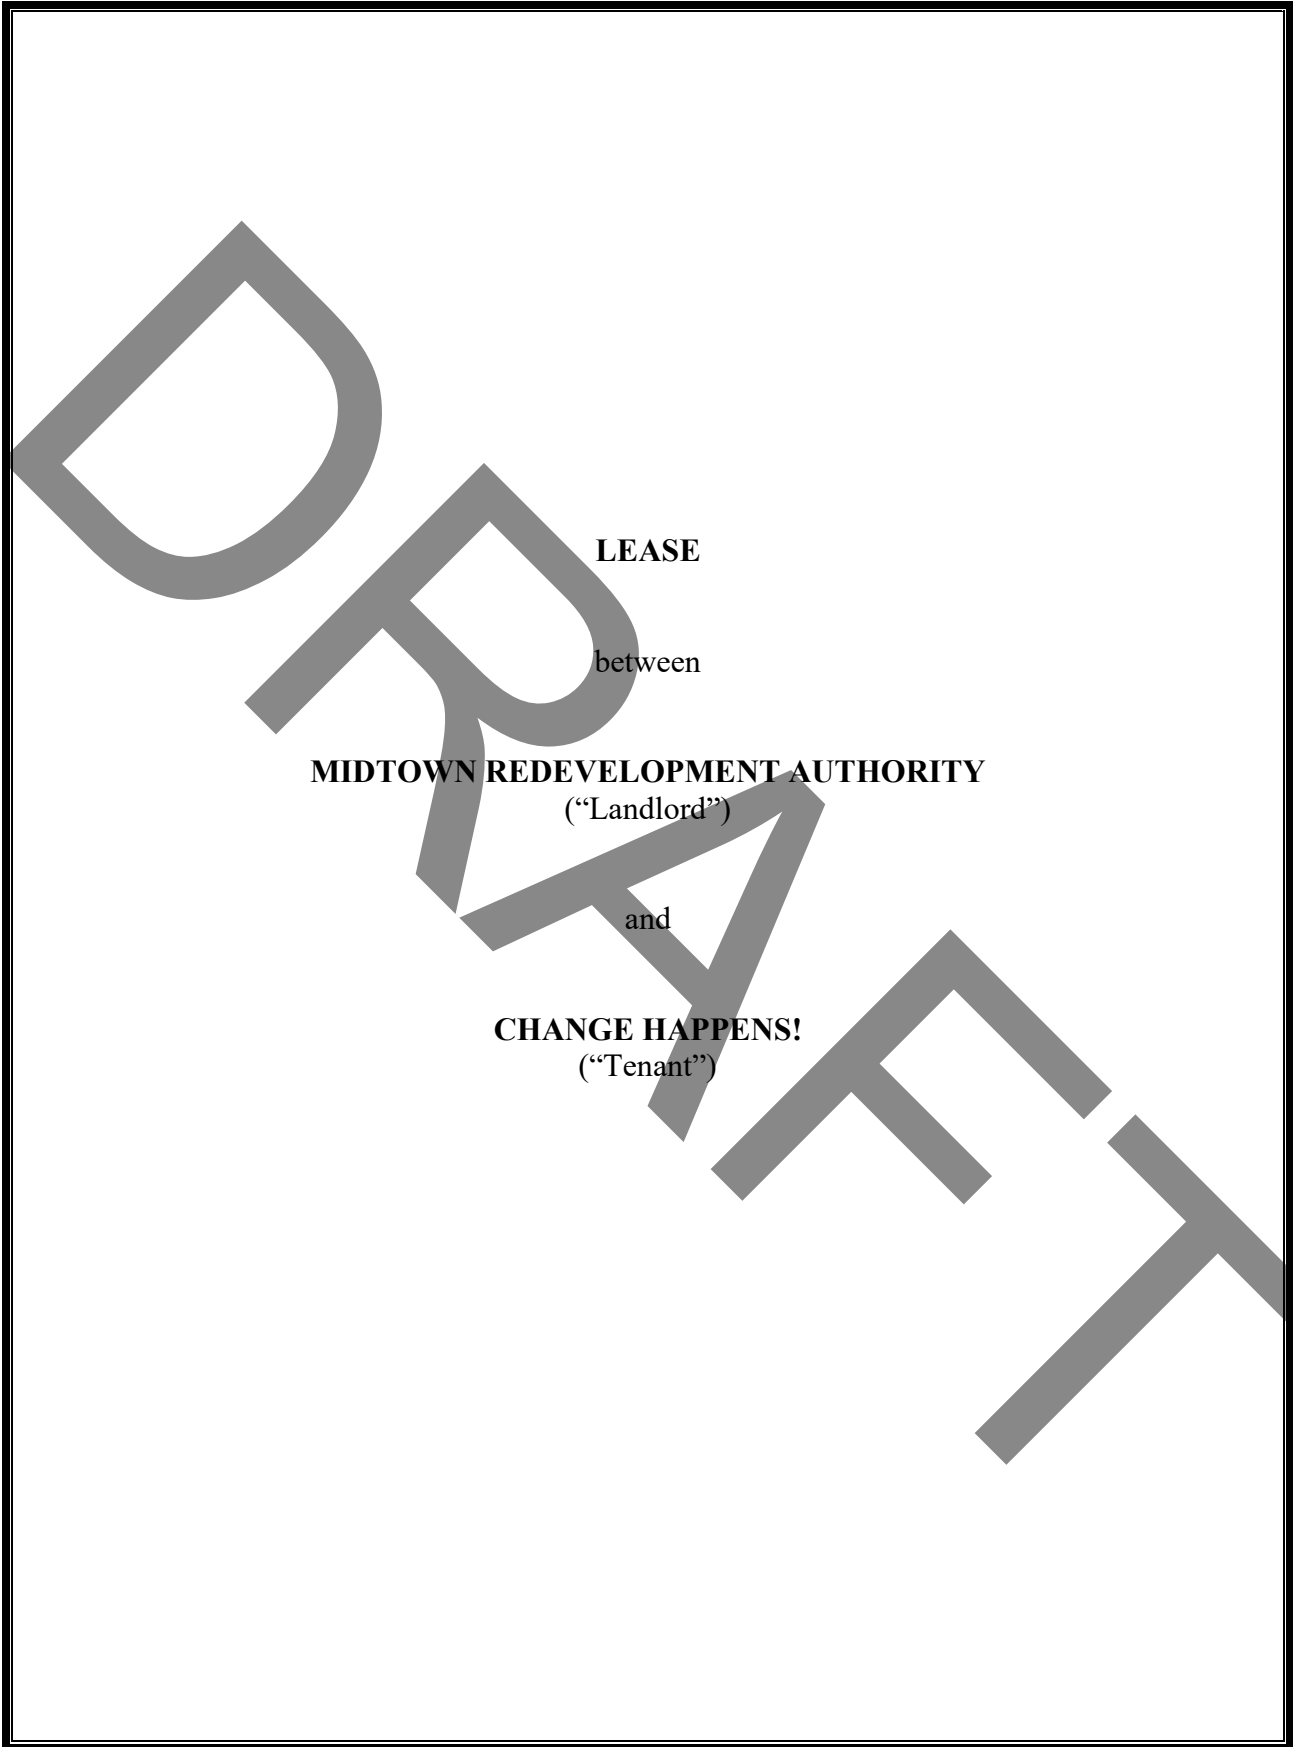 LEASE
between
MIDTOWN REDEVELOPMENT AUTHORITY
(“Landlord”)
and
CHANGE HAPPENS!
(“Tenant”)
DRAFT